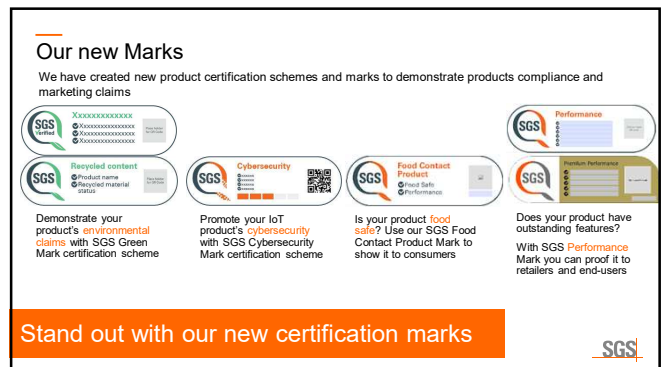 Our new Marks
We have created new product certification schemes and marks to demonstrate products compliance and
marketing claims
SGS
Verified
Xxxxxxxxxxxxx
Xxxxxxxxxxxxxxxx
Xxxxxxxxxxxxxxxx
Xxxxxxxxxxxxxxxx
SGS
Recycled content
Product name
Recycled material
status
Demonstrate your
product's environmental
claims with SGS Green
Mark certification scheme
SGS
Cybersecurity
Promote your IoT
product's cybersecurity
with SGS Cybersecurity
Mark certification scheme
SGS
Food Contact
Product
Food Safe
Performance
Is your product food
safe? Use our SGS Food
Contact Product Mark to
show it to consumers
SGS
Performance
SGS
Premium Performance
Does your product have
outstanding features?
With SGS Performance
Mark you can proof it to
retailers and end-users
Stand out with our new certification marks
SGS